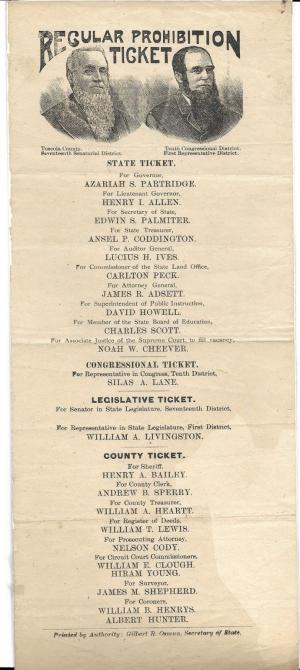 REGULAR PROHIBITION
TICKET
Toscola County.
Seventeenth Senatorial District.
Tenth Congressional District.
First Representative District.
STATE TICKET.
For Governor,
AZARIAH S. PARTRIDGE.
For Lieutenant Governor,
HENRY I. ALLEN.
For Secretary of State,
EDWIN S. PALMITER.
For State Treasurer,
ANSEL P. CODDINGTON.
For Auditor General,
LUCIUS H. IVES.
For Commissioner of the State Land Office,
CARLTON PECK.
For Attorney General,
JAMES R. ADSETT.
For Superintendent of Public Instruction,
DAVID HOWELL.
For Member of the State Board of Education,
CHARLES SCOTT.
For Associate Justice of the Supreme Court, to fill vacancy,
NOAH W. CHEEVER.
CONGRESSIONAL TICKET.
For Representative in Congress, Tenth District,
SILAS A. LANE.
LEGISLATIVE TICKET.
For Senator in State Legislature, Seventeenth District,
For Representative in State Legislature, First District,
WILLIAM A. LIVINGSTON.
COUNTY TICKET.
For Sheriff,
HENRY A. BAILEY.
For County Clerk,
ANDREW B. SPERRY.
For County Treasurer,
WILLIAM A. HEARTT.
For Register of Deeds,
WILLIAM T. LEWIS.
For Prosecuting Attorney,
NELSON CODY.
For Circuit Court Commissioners,
WILLIAM E. CLOUGH.
HIRAM YOUNG.
For Surveyor,
JAMES M. SHEPHERD.
For Coroners,
WILLIAM B. HENRYS.
ALBERT HUNTER.
Printed by Authority: Gilbert R. Osmun, Secretary of State.